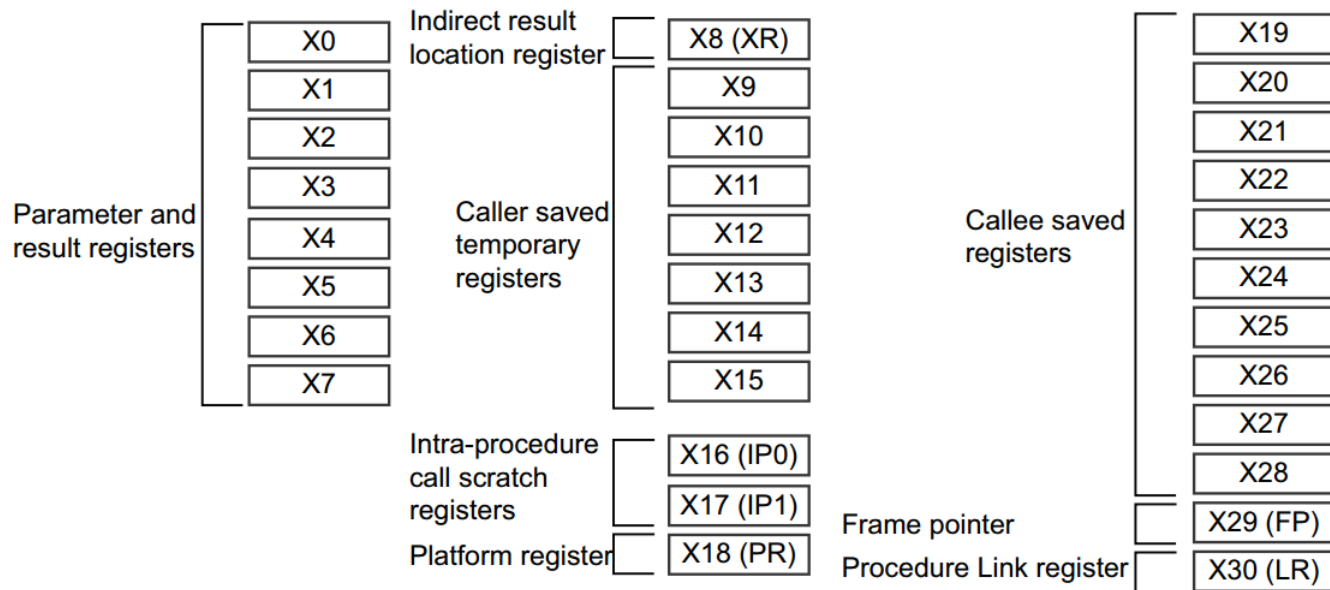 X0
X1
X2
X3
X4
X5
X6
X7
Parameter and
result registers
Indirect result
location register
X8 (XR)
X9
X10
X11
X12
X13
X14
X15
Caller saved
temporary
registers
Intra-procedure
call scratch
registers
X16 (IP0)
X17 (IP1)
Platform register
X18 (PR)
X19
X20
X21
X22
X23
X24
X25
X26
X27
X28
Callee saved
registers
Frame pointer
X29 (FP)
Procedure Link register
X30 (LR)